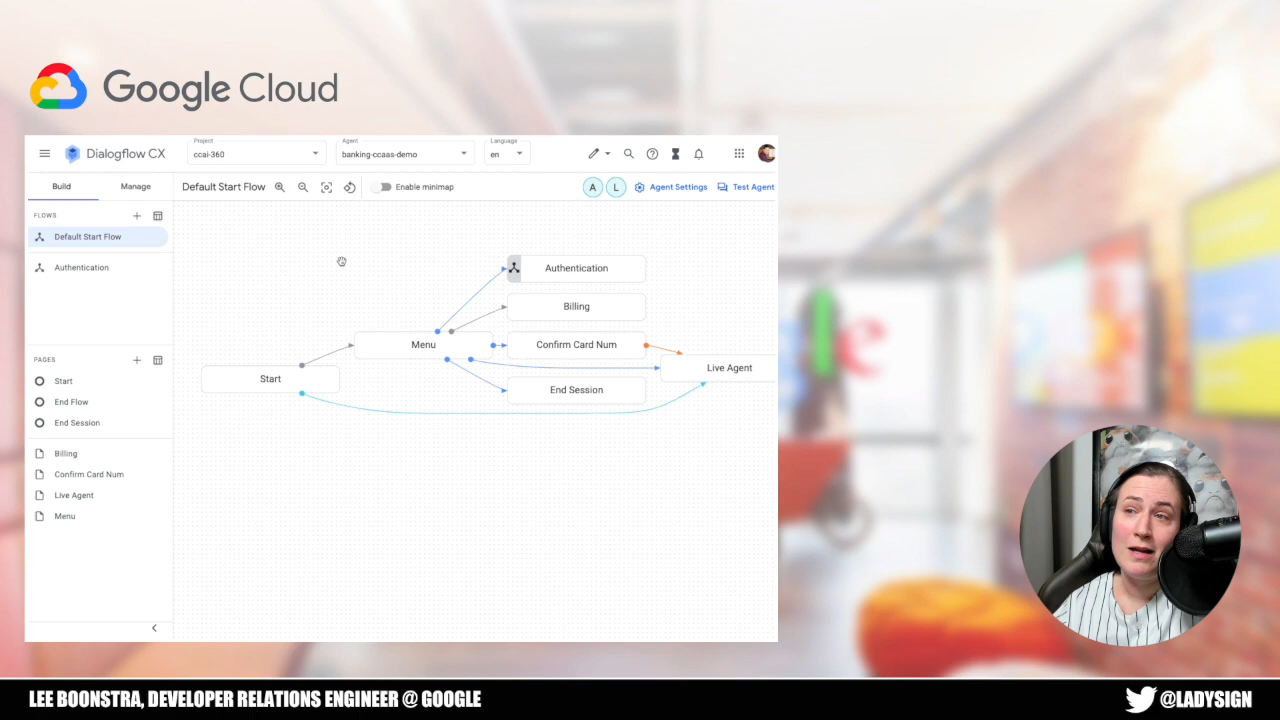 Google Cloud
Dialogflow CX
Project
ccai-360
Agent
banking-ccaas-demo
Language
en
Build
Manage
Default Start Flow
Enable minimap
A
L
Agent Settings
Test Agent
FLOWS
Default Start Flow
Authentication
PAGES
Start
End Flow
End Session
Billing
Confirm Card Num
Live Agent
Menu
Authentication
Billing
Menu
Confirm Card Num
Live Agent
Start
End Session
LEE BOONSTRA, DEVELOPER RELATIONS ENGINEER @ GOOGLE
@LADYSIGN